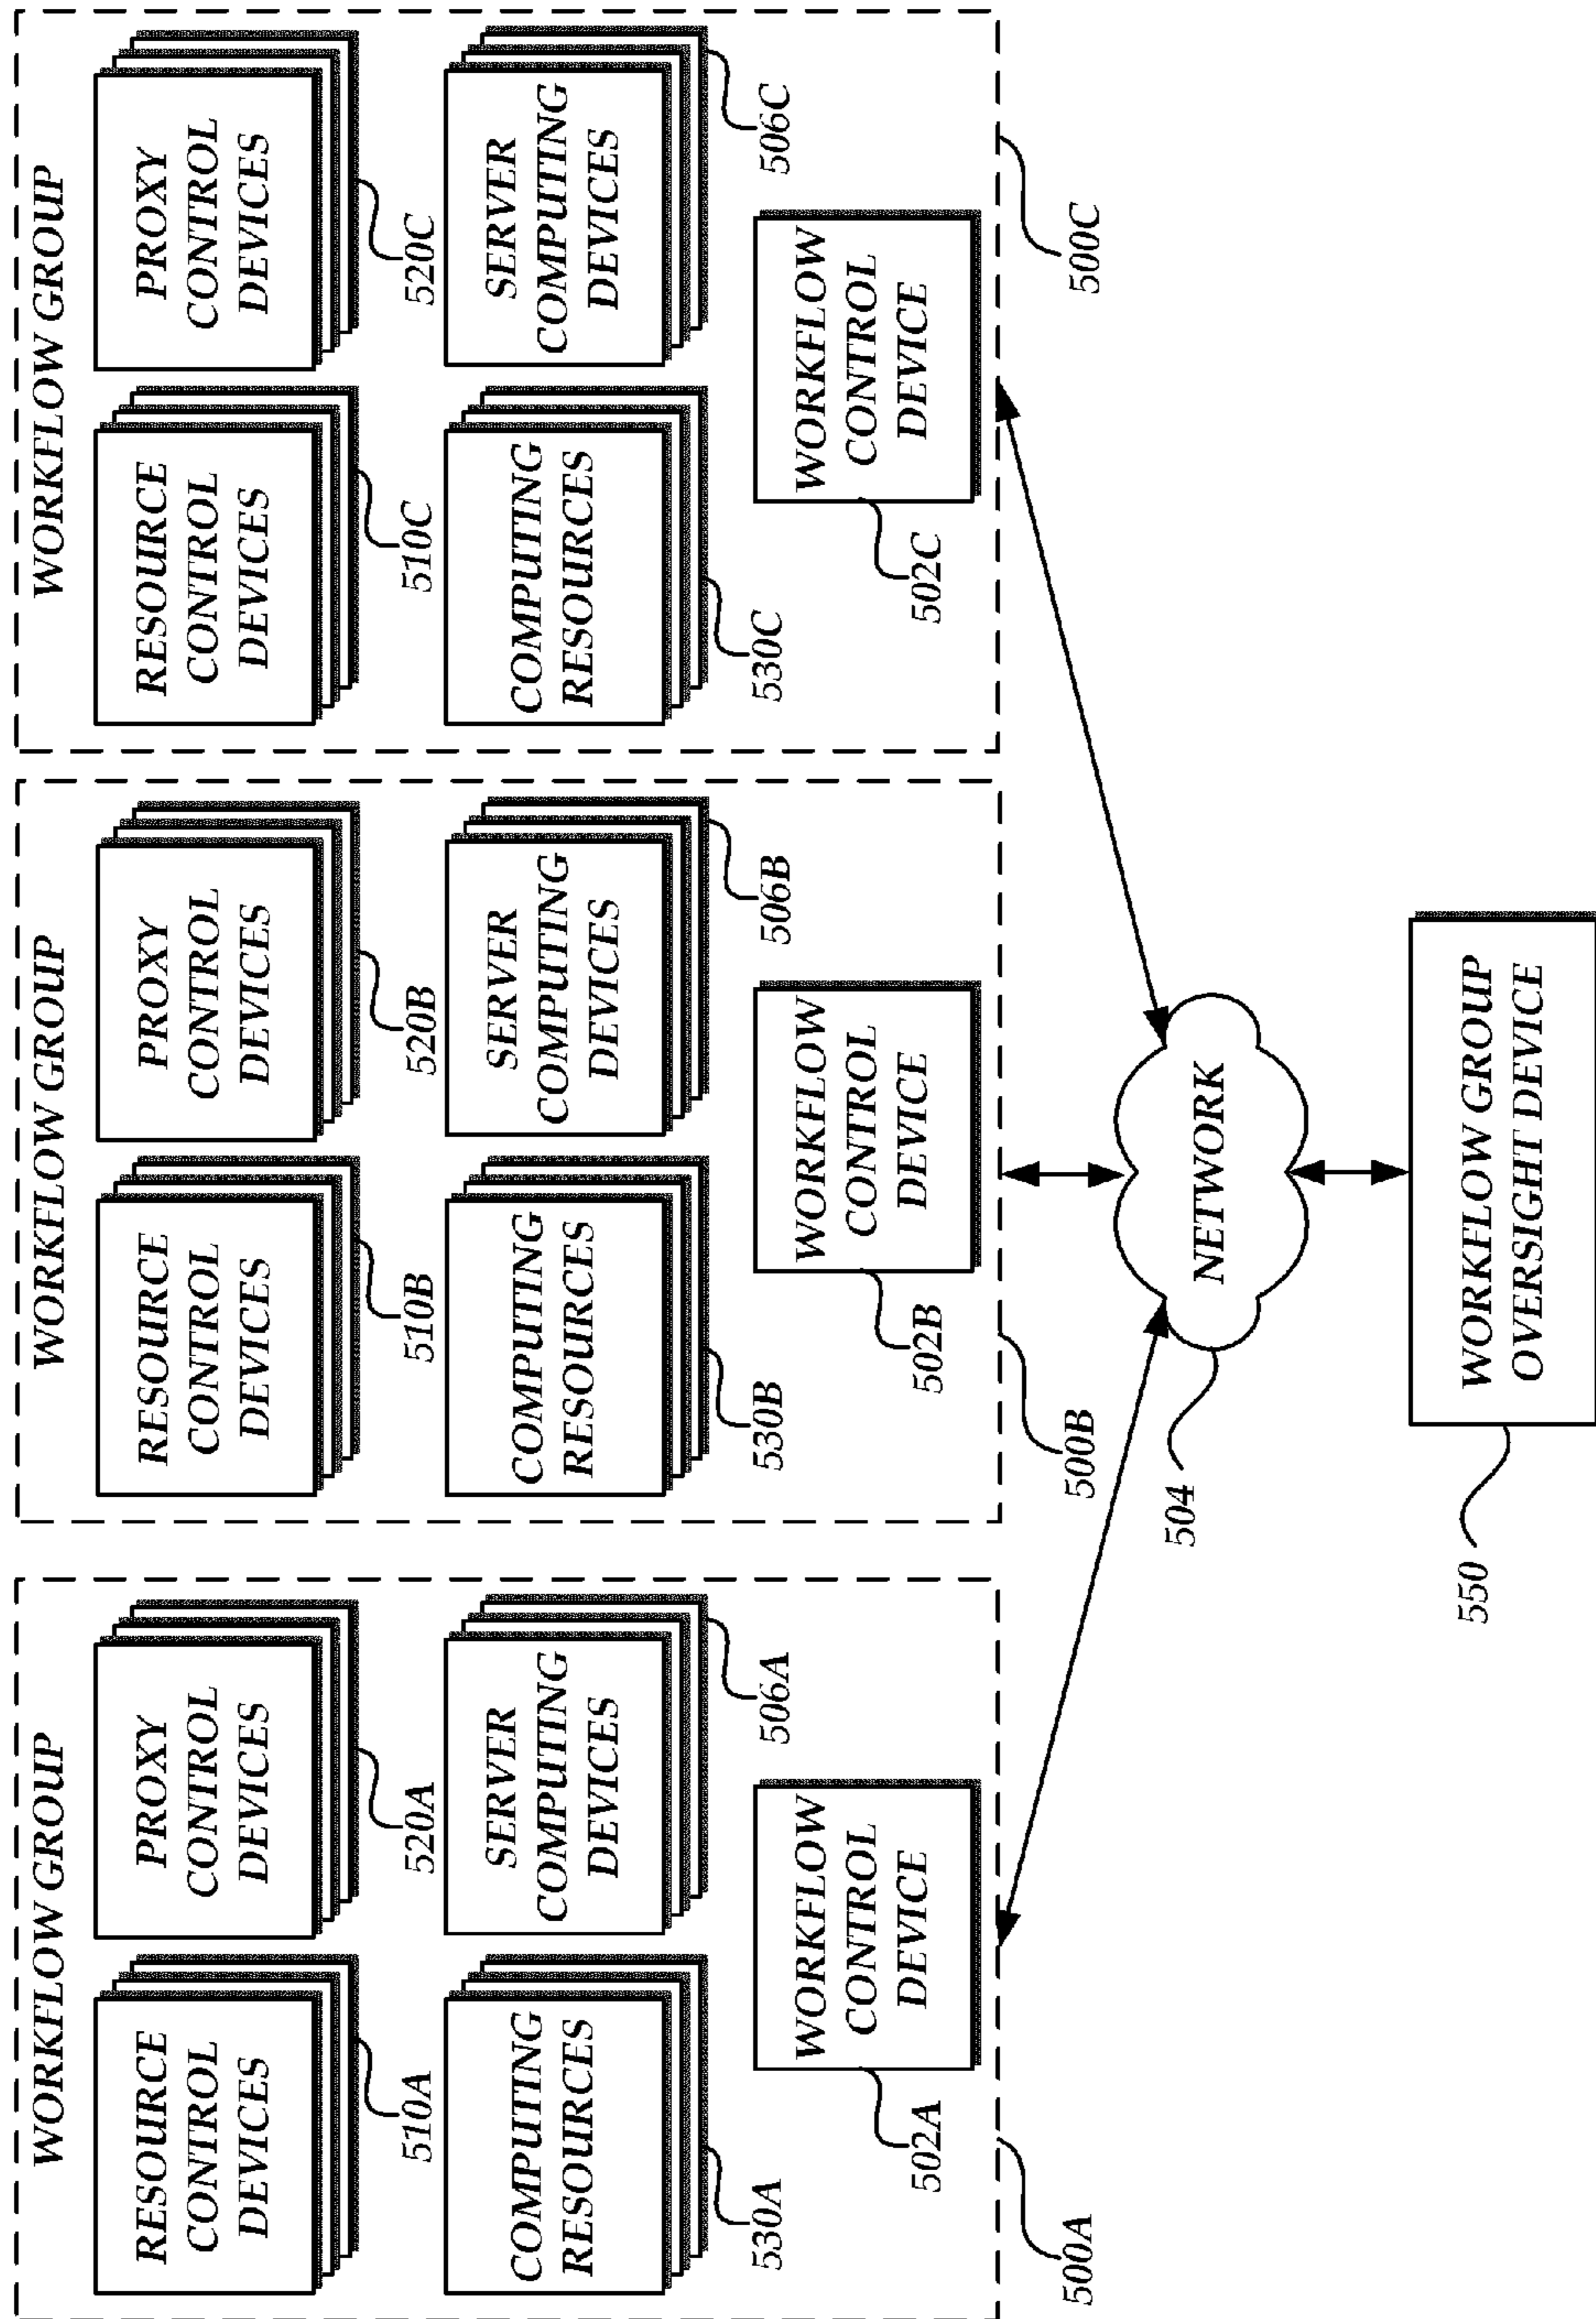 WORKFLOW GROUP
RESOURCE
CONTROL
DEVICES
510A
PROXY
CONTROL
DEVICES
520A
COMPUTING
RESOURCES
530A
SERVER
COMPUTING
DEVICES
506A
WORKFLOW
CONTROL
DEVICE
502A
500A
WORKFLOW GROUP
RESOURCE
CONTROL
DEVICES
510B
PROXY
CONTROL
DEVICES
520B
COMPUTING
RESOURCES
530B
SERVER
COMPUTING
DEVICES
506B
WORKFLOW
CONTROL
DEVICE
502B
500B
WORKFLOW GROUP
RESOURCE
CONTROL
DEVICES
510C
PROXY
CONTROL
DEVICES
520C
COMPUTING
RESOURCES
530C
SERVER
COMPUTING
DEVICES
506C
WORKFLOW
CONTROL
DEVICE
502C
500C
NETWORK
504
WORKFLOW GROUP
OVERSIGHT DEVICE
550